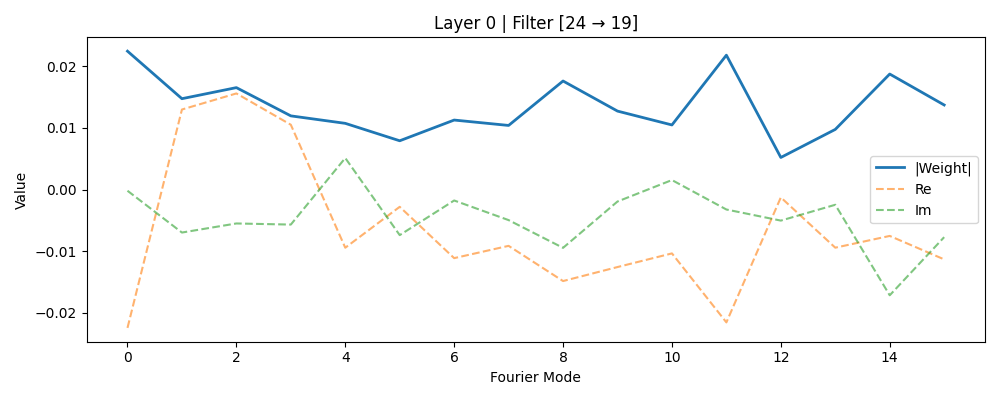 Layer 0 | Filter [24 → 19]
Value
0.02
0.01
0.00
−0.01
−0.02
|Weight|
Re
Im
0 2 4 6 8 10 12 14
Fourier Mode